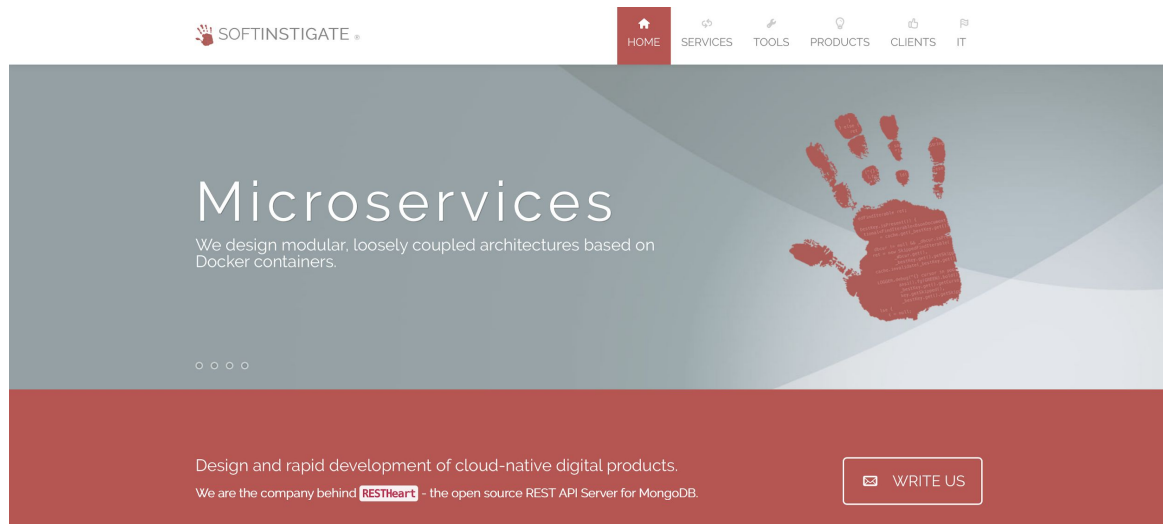 SOFTINSTIGATE
HOME
SERVICES
TOOLS
PRODUCTS
CLIENTS
IT
Microservices
We design modular, loosely coupled architectures based on
Docker containers.
Design and rapid development of cloud-native digital products.
We are the company behind RESTHeart - the open source REST API Server for MongoDB.
WRITE US